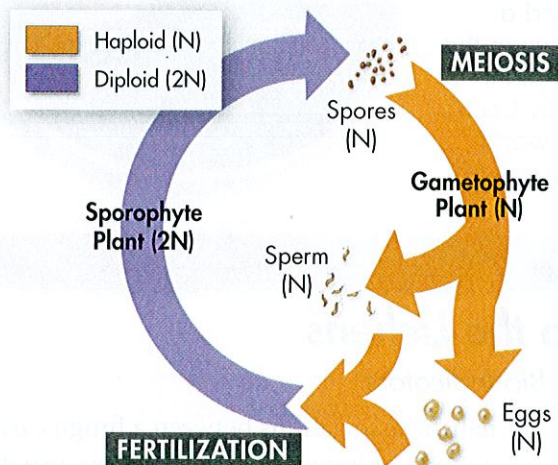 Haploid (N)
Diploid (2N)
MEIOSIS
Spores
(N)
Gametophyte
Plant (N)
Sporophyte
Plant (2N)
Sperm
(N)
Eggs
(N)
FERTILIZATION